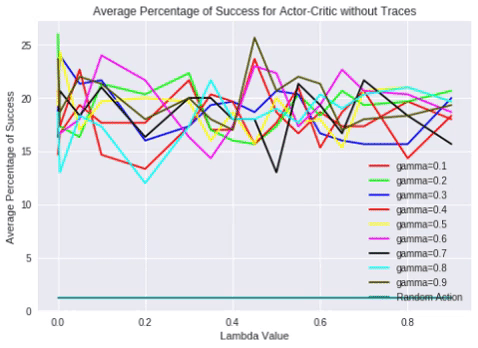 Average Percentage of Success for Actor-Critic without Traces
25
20
15
10
5
0
Average Percentage of Success
gamma=0.1
gamma=0.2
gamma=0.3
gamma=0.4
gamma=0.5
gamma=0.6
gamma=0.7
gamma=0.8
gamma=0.9
Random Action
0.0 0.2 0.4 0.6 0.8
Lambda Value